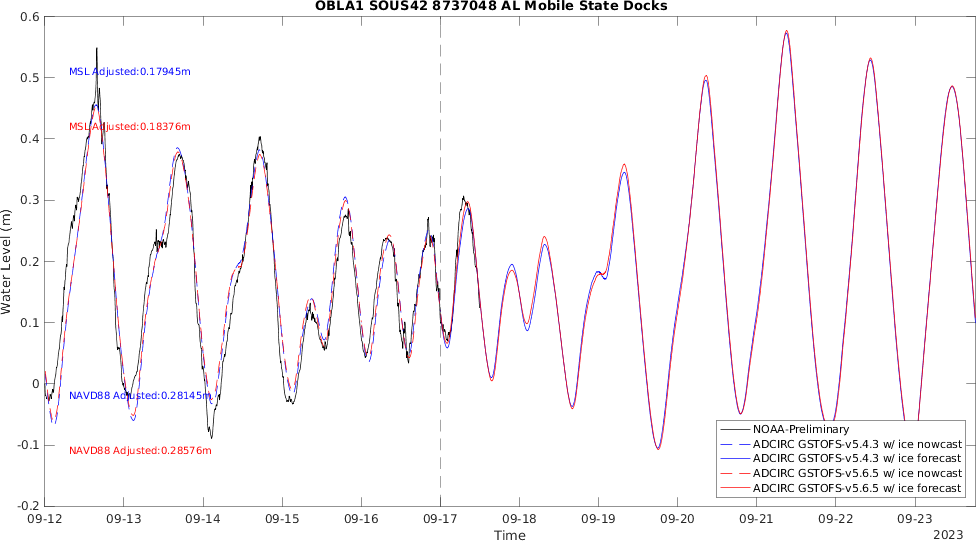 OBLA1 SOUS42 8737048 AL Mobile State Docks
Water Level (m)
0.6
0.5
0.4
0.3
0.2
0.1
0
-0.1
-0.2
MSL Adjusted:0.17945m
MSL Adjusted:0.18376m
NAVD88 Adjusted:0.28145m
NAVD88 Adjusted:0.28576m
NOAA-Preliminary
ADCIRC GSTOFS-v5.4.3 w/ ice nowcast
ADCIRC GSTOFS-v5.4.3 w/ ice forecast
ADCIRC GSTOFS-v5.6.5 w/ ice nowcast
ADCIRC GSTOFS-v5.6.5 w/ ice forecast
09-12 09-13 09-14 09-15 09-16 09-17 09-18 09-19 09-20 09-21 09-22 09-23
Time
2023